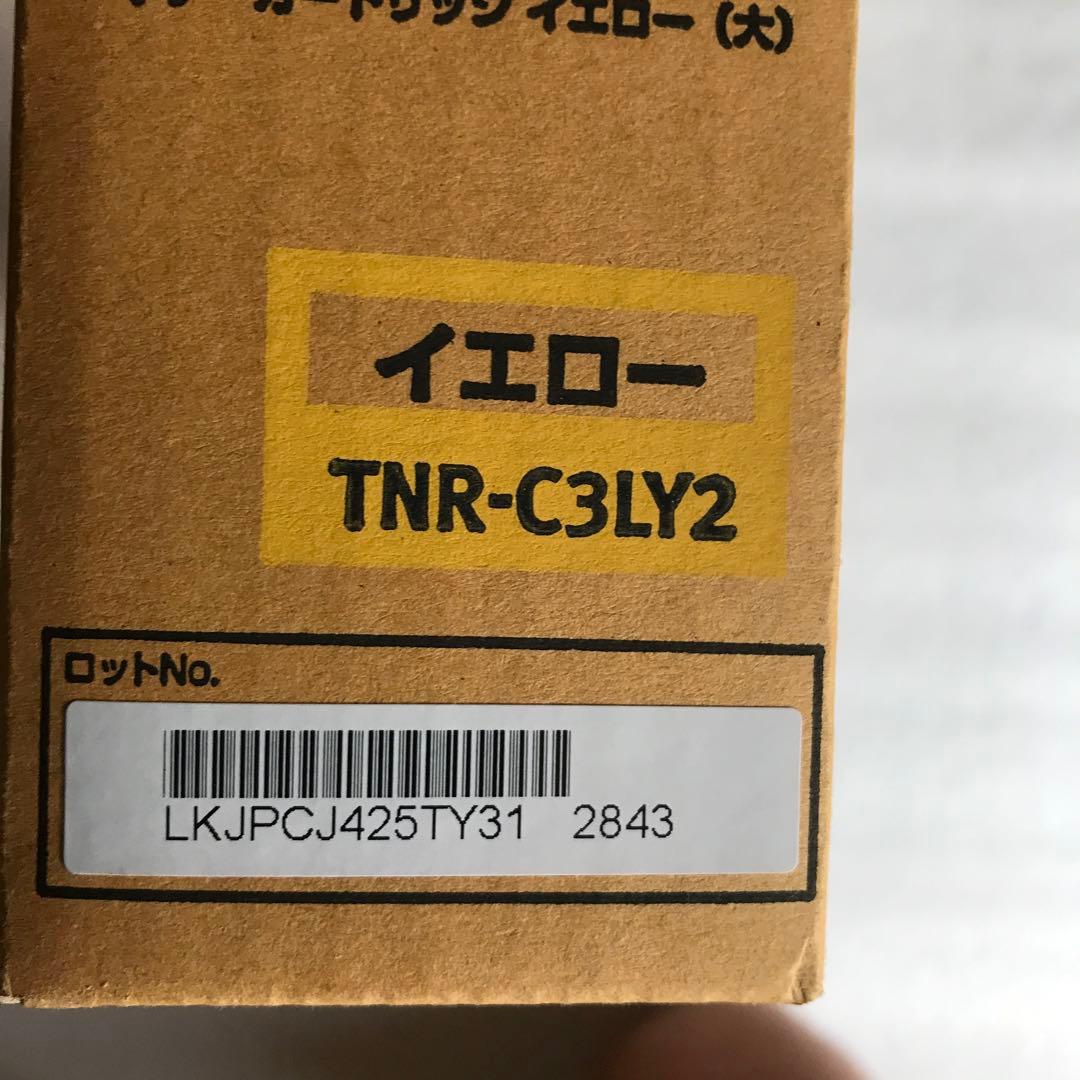 カートリッジ イエロー (大)
イエロー
TNR-C3LY2
ロットNo.
LKJPCJ425TY31 2843